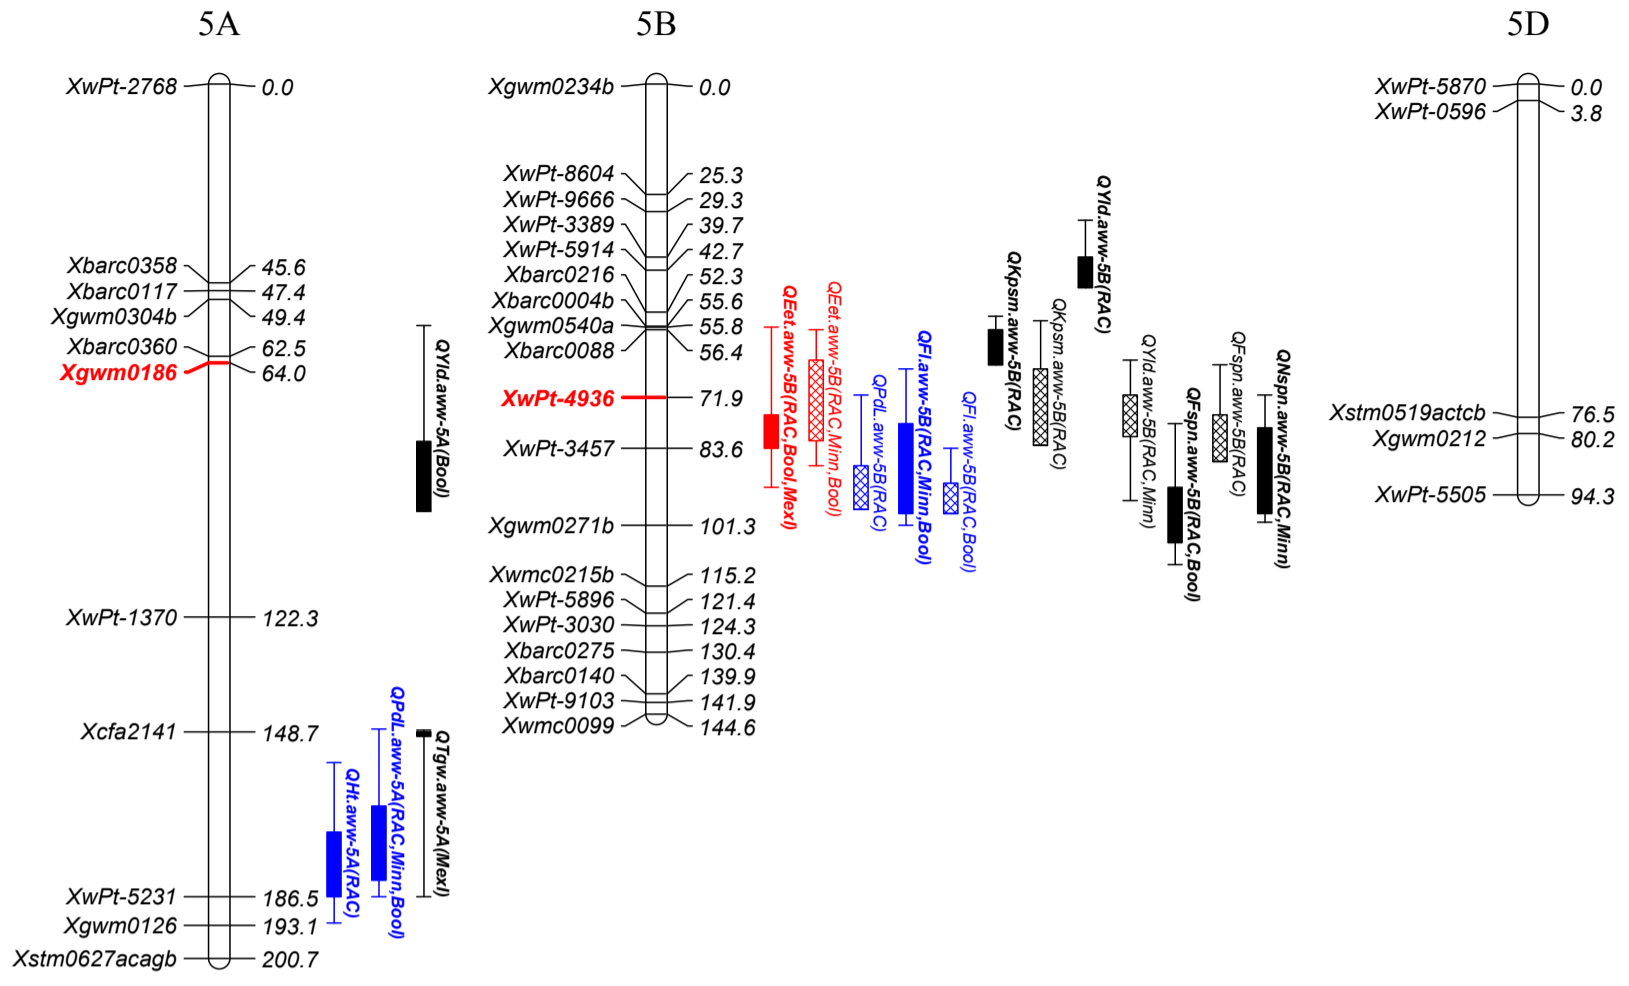 5A
XwPt-2768 0.0
Xbarc0358 45.6
Xbarc0117 47.4
Xgwm0304b 49.4
Xbarc0360 62.5
Xgwm0186 64.0
XwPt-1370 122.3
Xcfa2141 148.7
XwPt-5231 186.5
Xgwm0126 193.1
Xstm0627acagb 200.7
QHt.aww-5A(RAC)
QPdL.aww-5A(RAC,Minn,Bool)
QYld.aww-5A(Bool)
QTgw.aww-5A(MexI)
5B
Xgwm0234b 0.0
XwPt-8604 25.3
XwPt-9666 29.3
XwPt-3389 39.7
XwPt-5914 42.7
Xbarc0216 52.3
Xbarc0004b 55.6
Xgwm0540a 55.8
Xbarc0088 56.4
XwPt-4936 71.9
XwPt-3457 83.6
Xgwm0271b 101.3
Xwmc0215b 115.2
XwPt-5896 121.4
XwPt-3030 124.3
Xbarc0275 130.4
Xbarc0140 139.9
XwPt-9103 141.9
Xwmc0099 144.6
QEet.aww-5B(RAC,Bool,MexI)
QEet.aww-5B(RAC,Minn,Bool)
QPdL.aww-5B(RAC)
QFl.aww-5B(RAC,Minn,Bool)
QFl.aww-5B(RAC,Bool)
QKpsm.aww-5B(RAC)
QKpsm.aww-5B(RAC)
QYld.aww-5B(RAC)
QYld.aww-5B(RAC,Minn)
QFspn.aww-5B(RAC,Bool)
QFspn.aww-5B(RAC)
QNspn.aww-5B(RAC,Minn)
5D
XwPt-5870 0.0
XwPt-0596 3.8
Xstm0519actcb 76.5
Xgwm0212 80.2
XwPt-5505 94.3